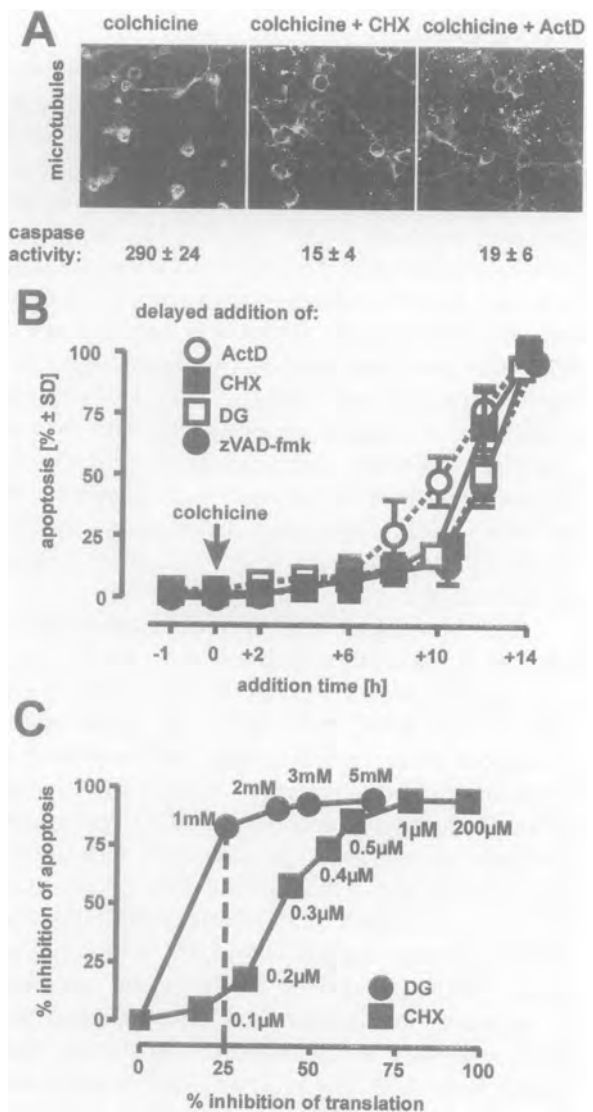 A
colchicine
colchicine + CHX
colchicine + ActD
microtubules
caspase
activity:
290 ± 24
15 ± 4
19 ± 6
B
delayed addition of:
ActD
CHX
DG
zVAD-fmk
apoptosis [% ± SD]
100
75
50
25
0
colchicine
-1
0
+2
+6
+10
+14
addition time [h]
C
% inhibition of apoptosis
100
75
50
25
0
1mM
2mM
3mM
5mM
1µM
200µM
0.5µM
0.4µM
0.3µM
0.2µM
0.1µM
DG
CHX
0
25
50
75
100
% inhibition of translation